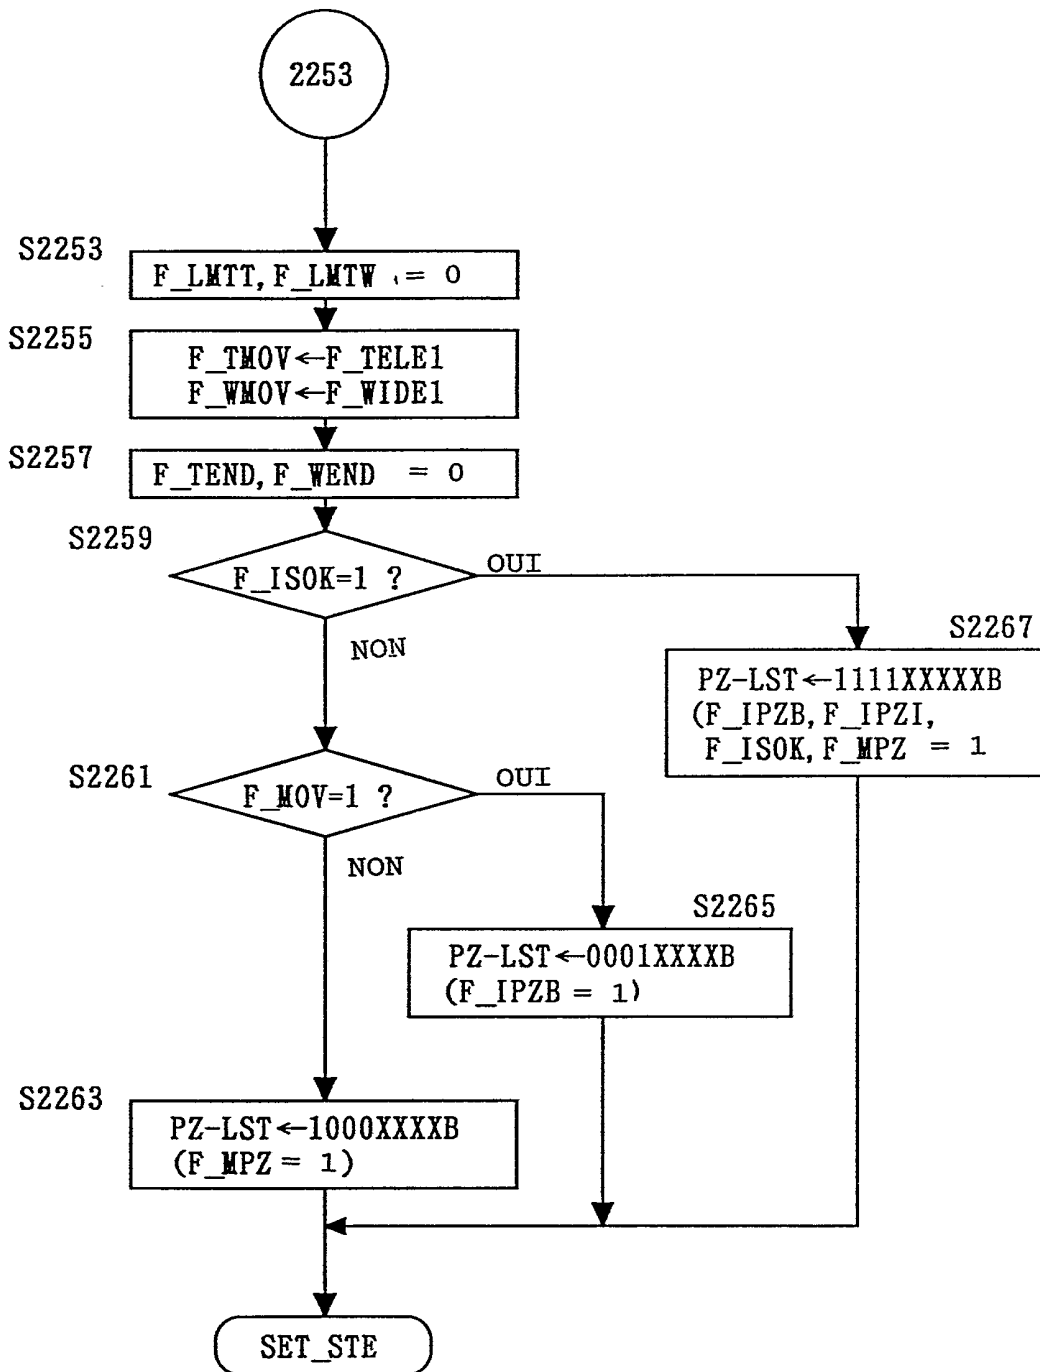 2253
S2253
F_LMTT, F_LMTW = 0
S2255
F_TMOV←F_TELE1
F_WMOV←F_WIDE1
S2257
F_TEND, F_WEND = 0
S2259
F_ISOK=1 ?
OUI
NON
S2267
PZ-LST←1111XXXXXB
(F_IPZB, F_IPZI,
F_ISOK, F_MPZ = 1
S2261
F_MOV=1 ?
OUI
NON
S2265
PZ-LST←0001XXXXB
(F_IPZB = 1)
S2263
PZ-LST←1000XXXXB
(F_MPZ = 1)
SET_STE